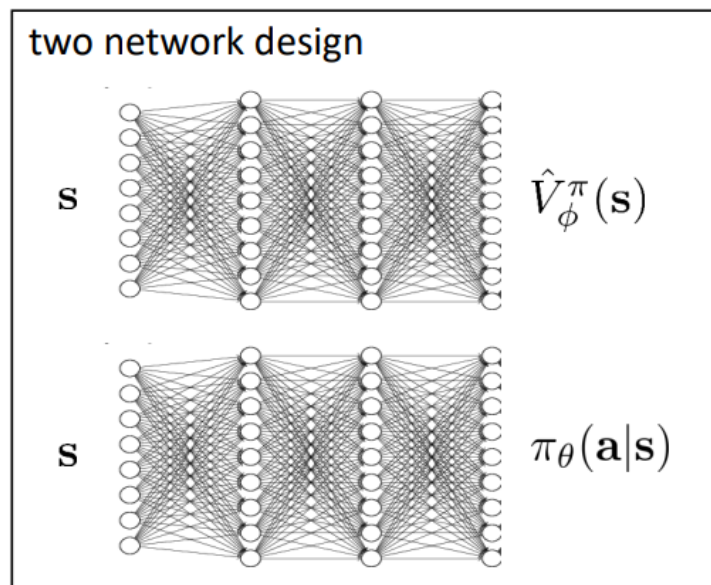 two network design
s
V̂^π_ϕ(s)
s
π_θ(a|s)